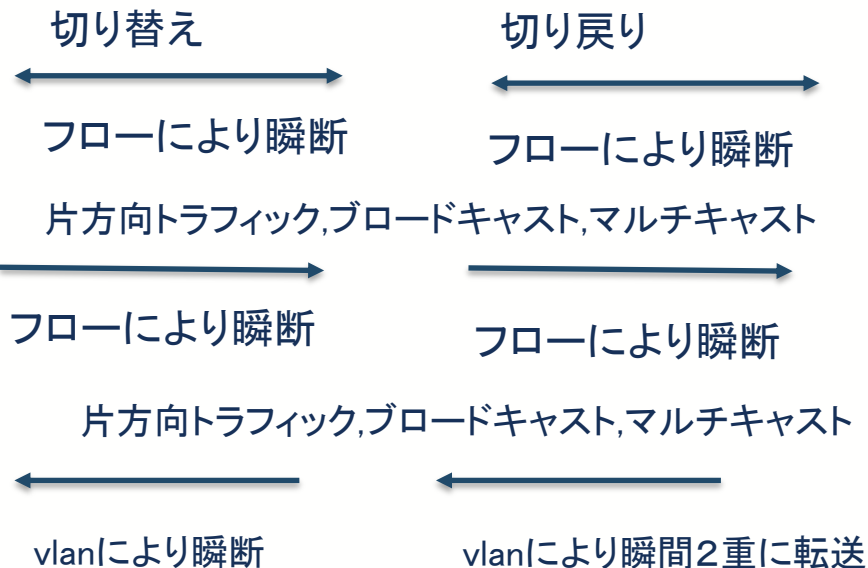 切り替え 切り戻り
フローにより瞬断 フローにより瞬断
片方向トラフィック,ブロードキャスト,マルチキャスト
フローにより瞬断 フローにより瞬断
片方向トラフィック,ブロードキャスト,マルチキャスト
vlanにより瞬断 vlanにより瞬間２重に転送